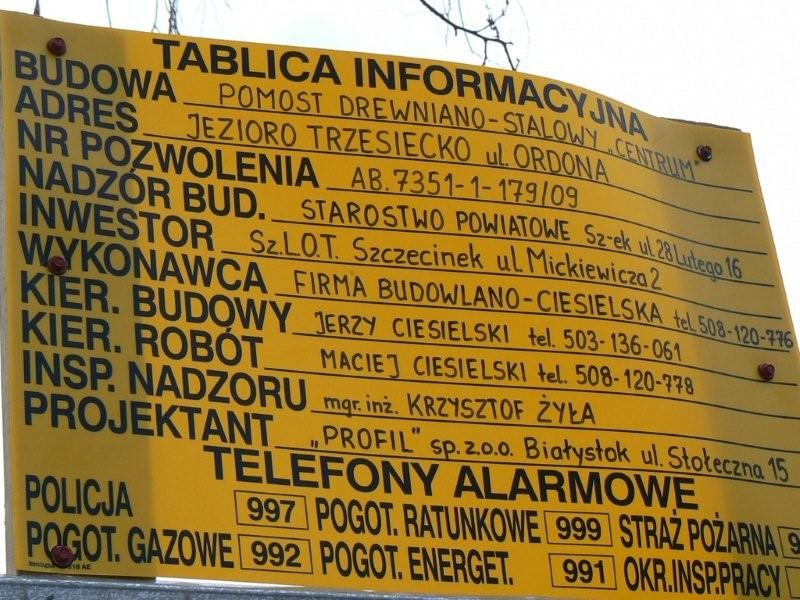 TABLICA INFORMACYJNA
BUDOWA POMOST DREWNIANO-STALOWY „CENTRUM"
ADRES JEZIORO TRZESIECKO ul. ORDONA
NR POZWOLENIA AB.7351-1-179/09
NADZÓR BUD. STAROSTWO POWIATOWE Sz-ek ul. 28 Lutego 16
INWESTOR Sz.L.O.T. Szczecinek ul. Mickiewicza 2
WYKONAWCA FIRMA BUDOWLANO-CIESIELSKA tel. 508-120-776
KIER. BUDOWY JERZY CIESIELSKI tel. 503-136-061
KIER. ROBÓT MACIEJ CIESIELSKI tel. 508-120-778
INSP. NADZORU mgr. inż. KRZYSZTOF ŻYŁA
PROJEKTANT „PROFIL" sp. z.o.o. Białystok ul. Stołeczna 15
TELEFONY ALARMOWE
POLICJA 997 POGOT. RATUNKOWE 999 STRAŻ POŻARNA
POGOT. GAZOWE 992 POGOT. ENERGET. 991 OKR.INSP.PRACY